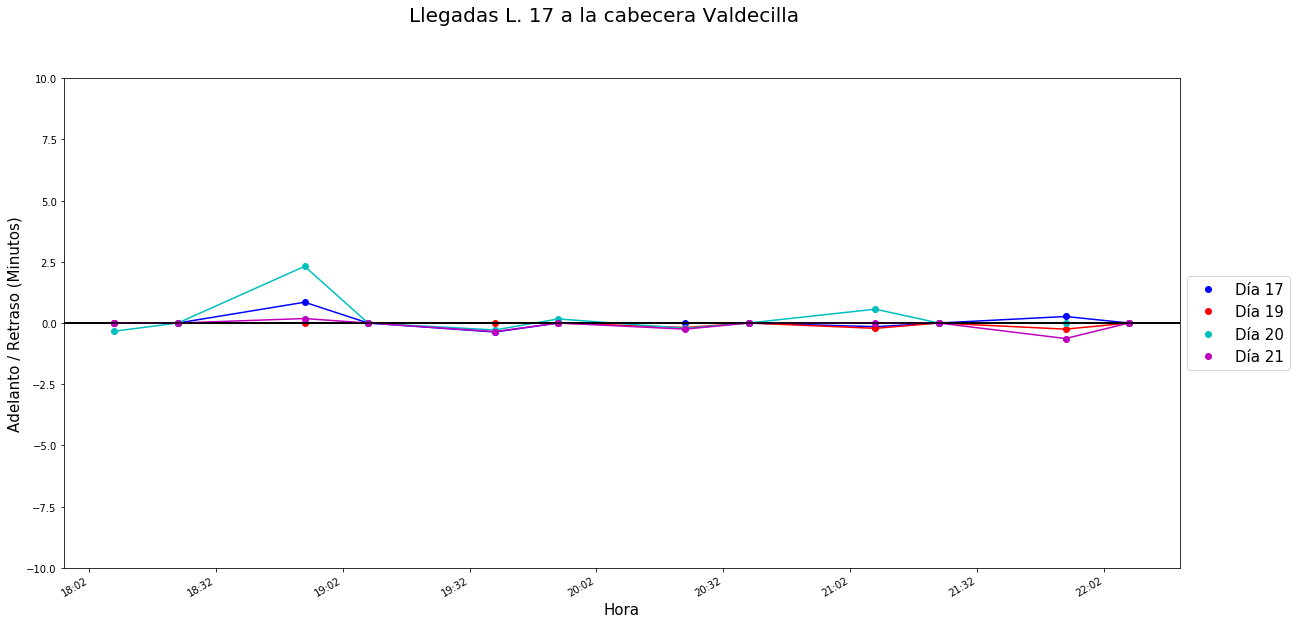 Llegadas L. 17 a la cabecera Valdecilla
10.0
7.5
5.0
2.5
0.0
−2.5
−5.0
−7.5
−10.0
Adelanto / Retraso (Minutos)
18:02
18:32
19:02
19:32
20:02
20:32
21:02
21:32
22:02
Hora
Día 17
Día 19
Día 20
Día 21